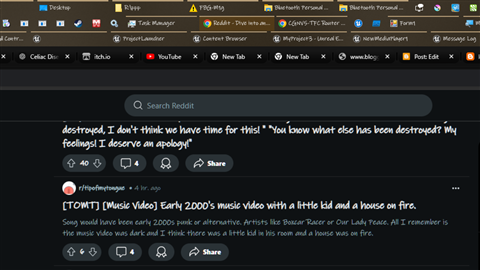 Desktop
Bluetooth Personal ...
Bluetooth Personal ...
Task Manager
Reddit - Dive into an...
CGNVS-TFC Router ...
Form1
ProjectLauncher
Content Browser
MyProject3 - Unreal E...
NewMediaPlayer1
Message Log
Celiac Dise
itch.io
YouTube
New Tab
New Tab
New Tab
www.blog
Post: Edit
Search Reddit
destroyed, I don't think we have time for this! " "You know what else has been destroyed? My
feelings! I deserve an apology!"
40
4
Share
r/tipofmytongue • 4 hr. ago
[TOMT] [Music Video] Early 2000's music video with a little kid and a house on fire.
Song would have been early 2000s punk or alternative. Artists like Boxcar Racer or Our Lady Peace. All I remember is
the music video was dark and I think there was a little kid in his room and a house was on fire.
6
4
Share